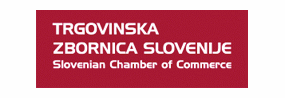 TRGOVINSKA
ZBORNICA SLOVENIJE
Slovenian Chamber of Commerce